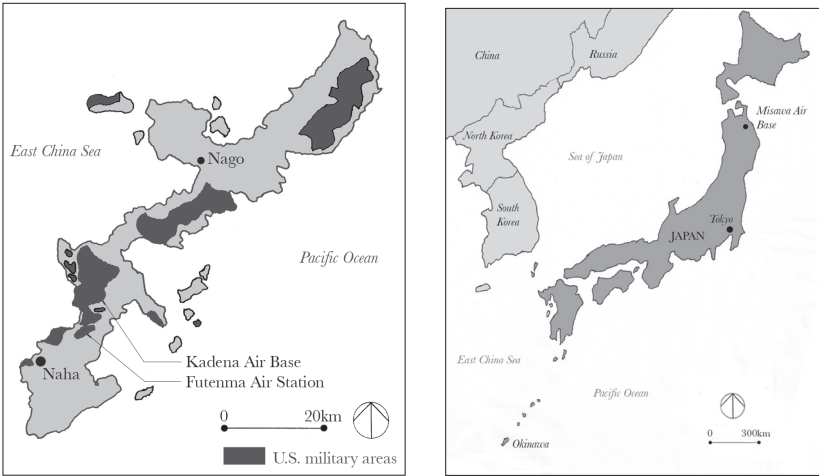 East China Sea
Nago
Pacific Ocean
Kadena Air Base
Futenma Air Station
Naha
0 20km
U.S. military areas
China
Russia
Misawa Air
Base
North Korea
Sea of Japan
South
Korea
Tokyo
JAPAN
East China Sea
Pacific Ocean
0 300km
Okinawa